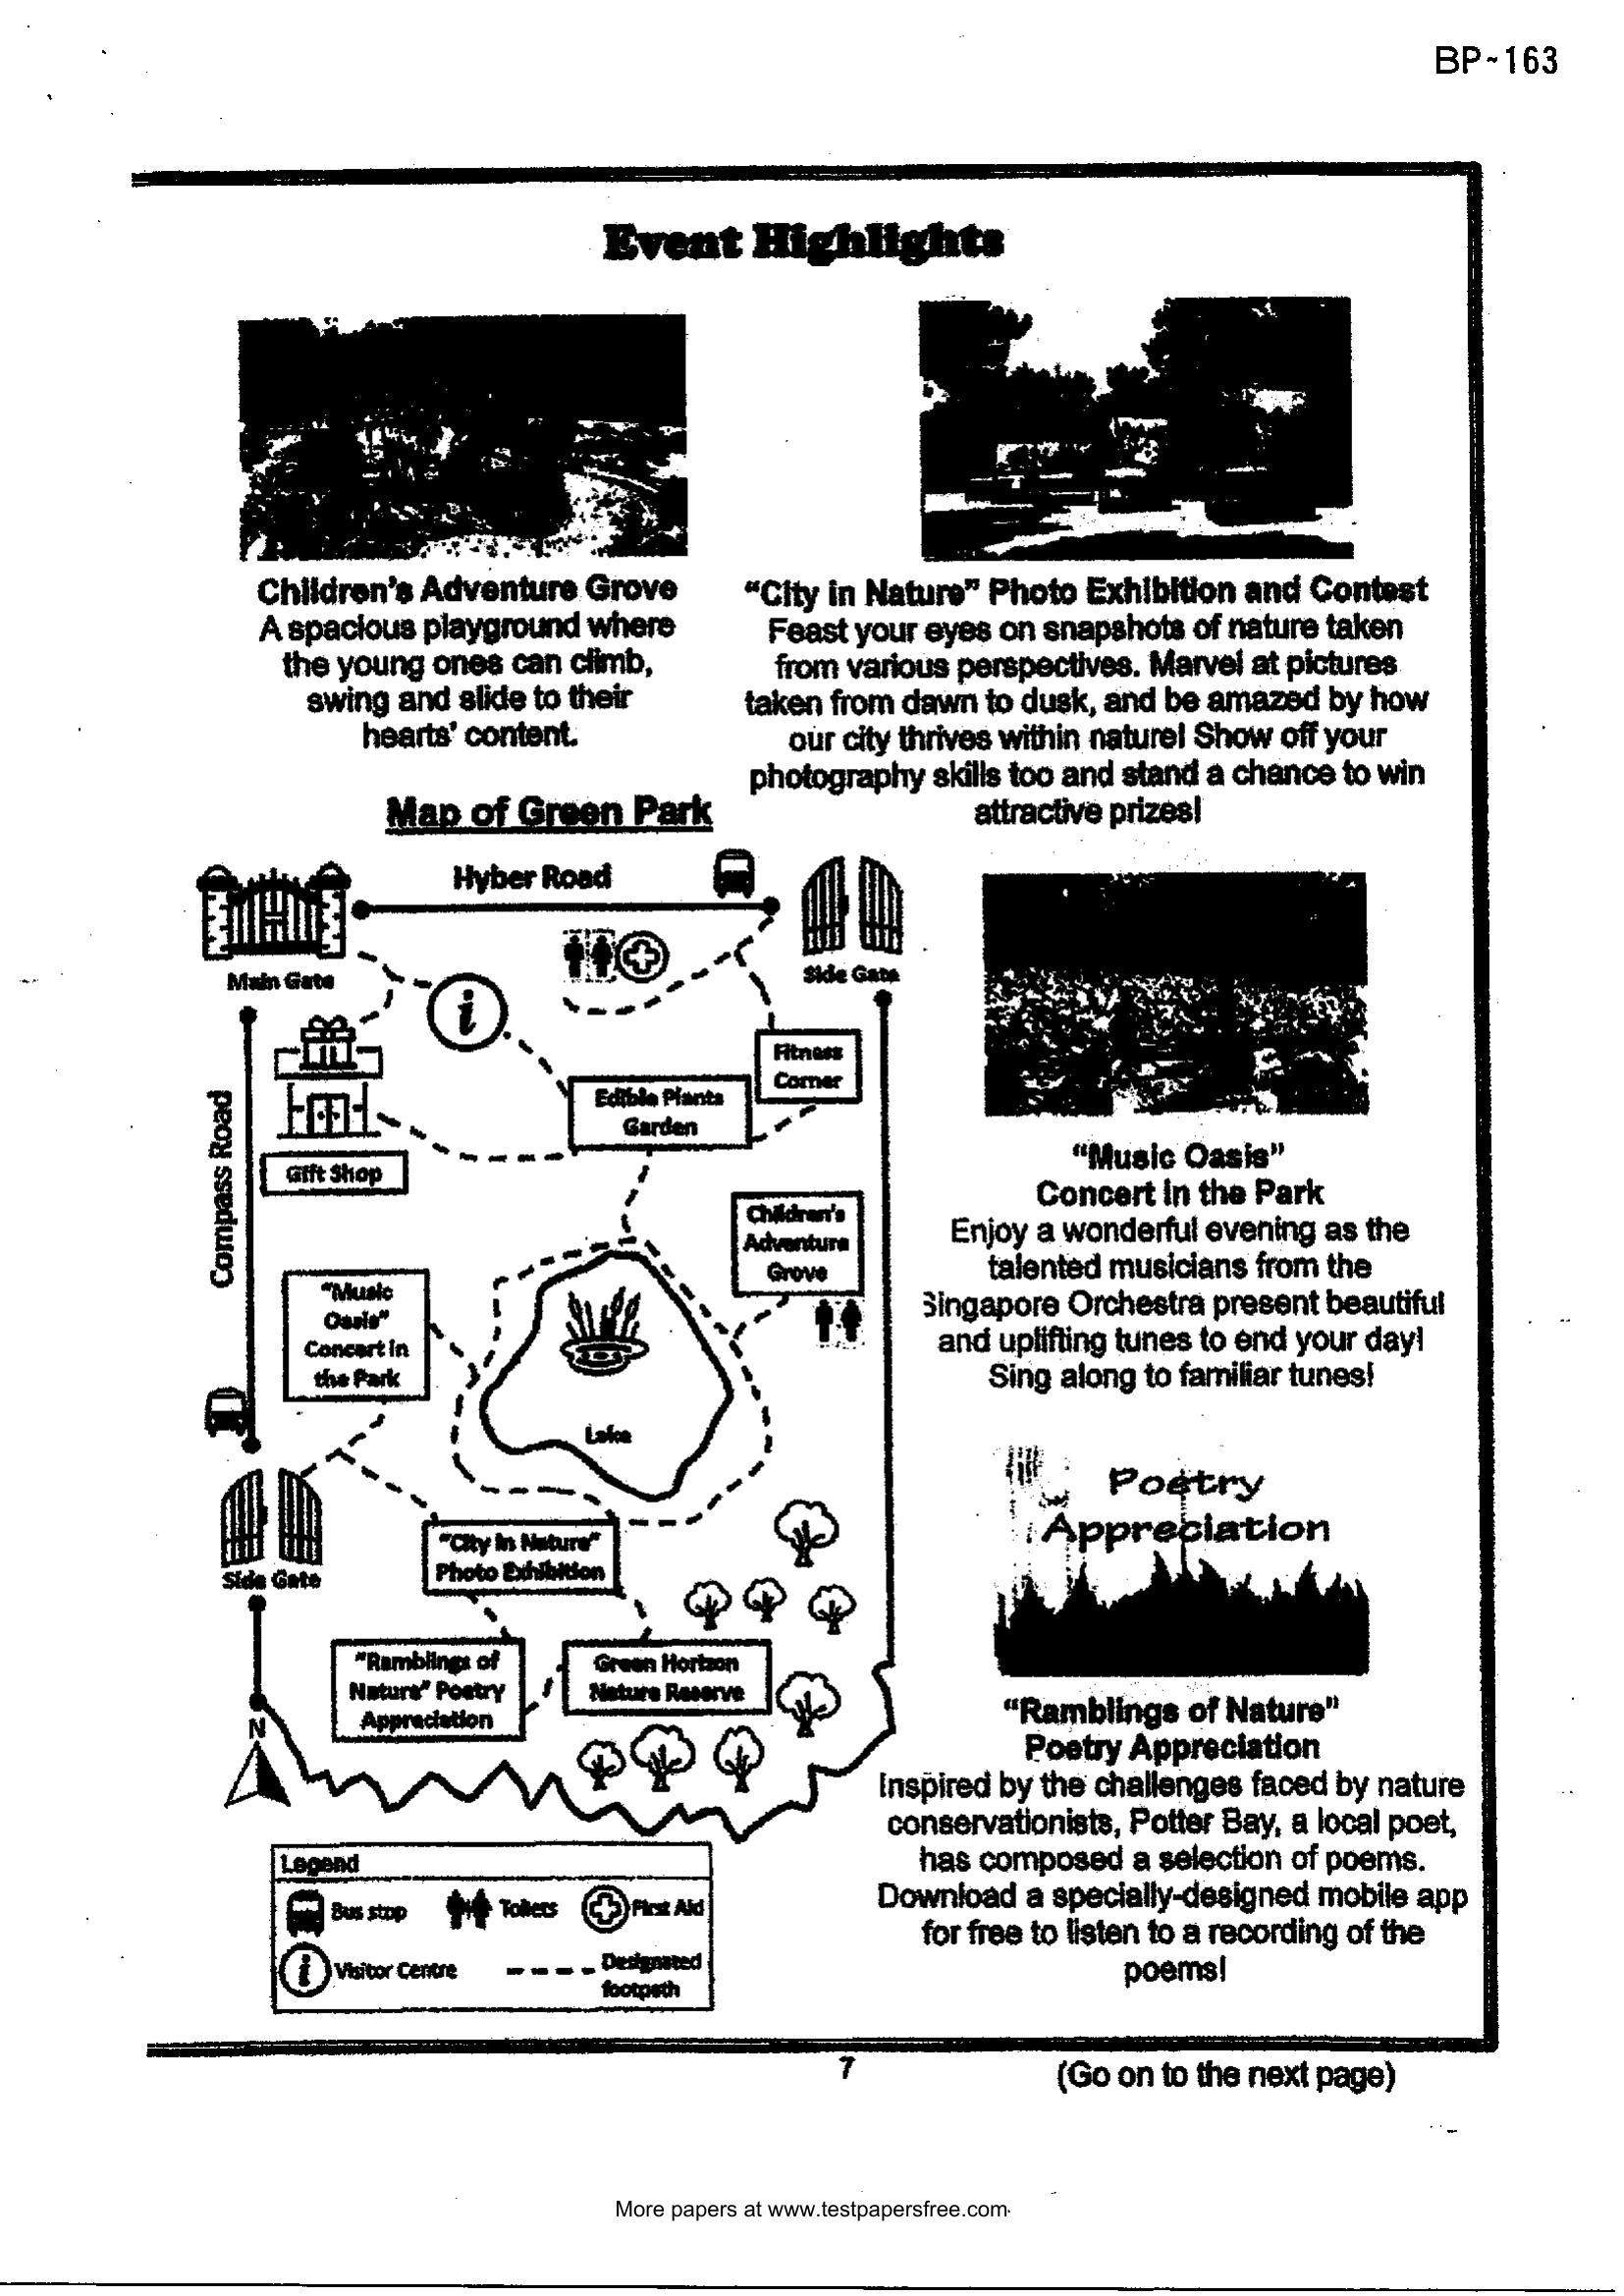 BP~163
Event Highlights
Children's Adventure Grove
A spacious playground where
the young ones can climb,
swing and slide to their
hearts' content.
"City in Nature" Photo Exhibition and Contest
Feast your eyes on snapshots of nature taken
from various perspectives. Marvel at pictures
taken from dawn to dusk, and be amazed by how
our city thrives within nature! Show off your
photography skills too and stand a chance to win
attractive prizes!
Map of Green Park
Hyber Road
Main Gate
Side Gate
Fitness
Corner
Edible Plants
Garden
Compass Road
Gift Shop
Children's
Adventure
Grove
"Music
Oasis"
Concert in
the Park
Lake
Side Gate
"City in Nature"
Photo Exhibition
"Ramblings of
Nature" Poetry
Appreciation
Green Horizon
Nature Reserve
N
Legend
Bus stop
Toilets
First Aid
Visitor Centre
Designated
footpath
"Music Oasis"
Concert in the Park
Enjoy a wonderful evening as the
talented musicians from the
Singapore Orchestra present beautiful
and uplifting tunes to end your day!
Sing along to familiar tunes!
Poetry
Appreciation
"Ramblings of Nature"
Poetry Appreciation
Inspired by the challenges faced by nature
conservationists, Potter Bay, a local poet,
has composed a selection of poems.
Download a specially-designed mobile app
for free to listen to a recording of the
poems!
7
(Go on to the next page)
More papers at www.testpapersfree.com